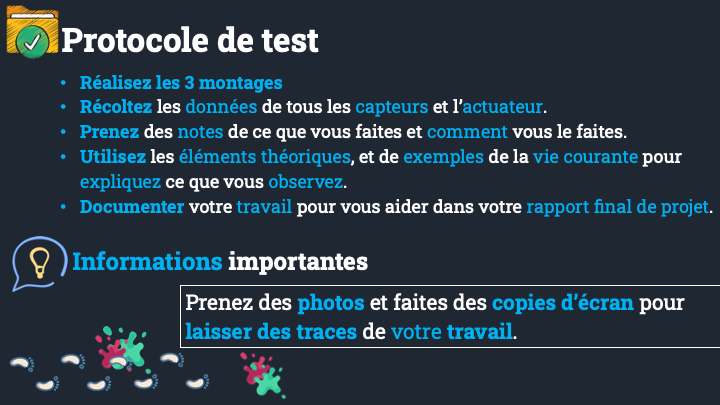 Protocole de test
• Réalisez les 3 montages
• Récoltez les données de tous les capteurs et l’actuateur.
• Prenez des notes de ce que vous faites et comment vous le faites.
• Utilisez les éléments théoriques, et de exemples de la vie courante pour
expliquez ce que vous observez.
• Documenter votre travail pour vous aider dans votre rapport final de projet.
Informations importantes
Prenez des photos et faites des copies d’écran pour
laisser des traces de votre travail.